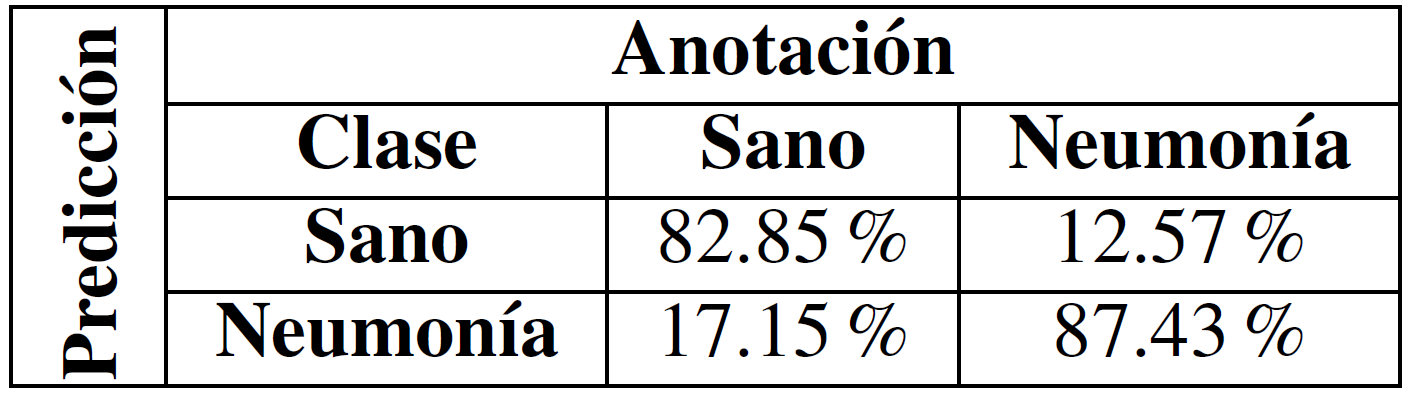 Predicción
Anotación
Clase Sano Neumonía
Sano 82.85 % 12.57 %
Neumonía 17.15 % 87.43 %